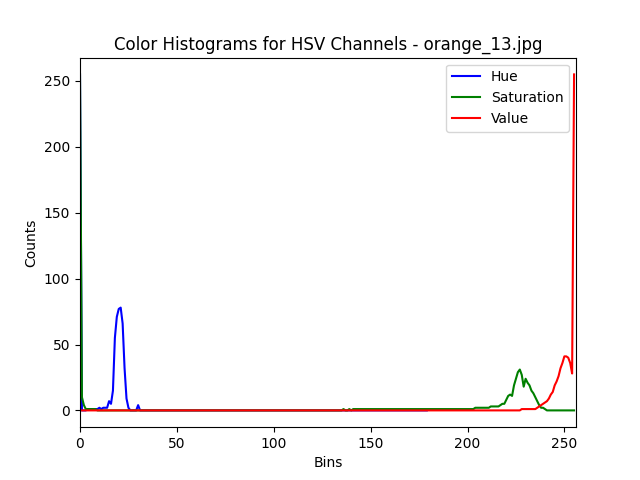 Color Histograms for HSV Channels - orange_13.jpg
Hue
Saturation
Value
250
200
150
100
50
0
Counts
0 50 100 150 200 250
Bins